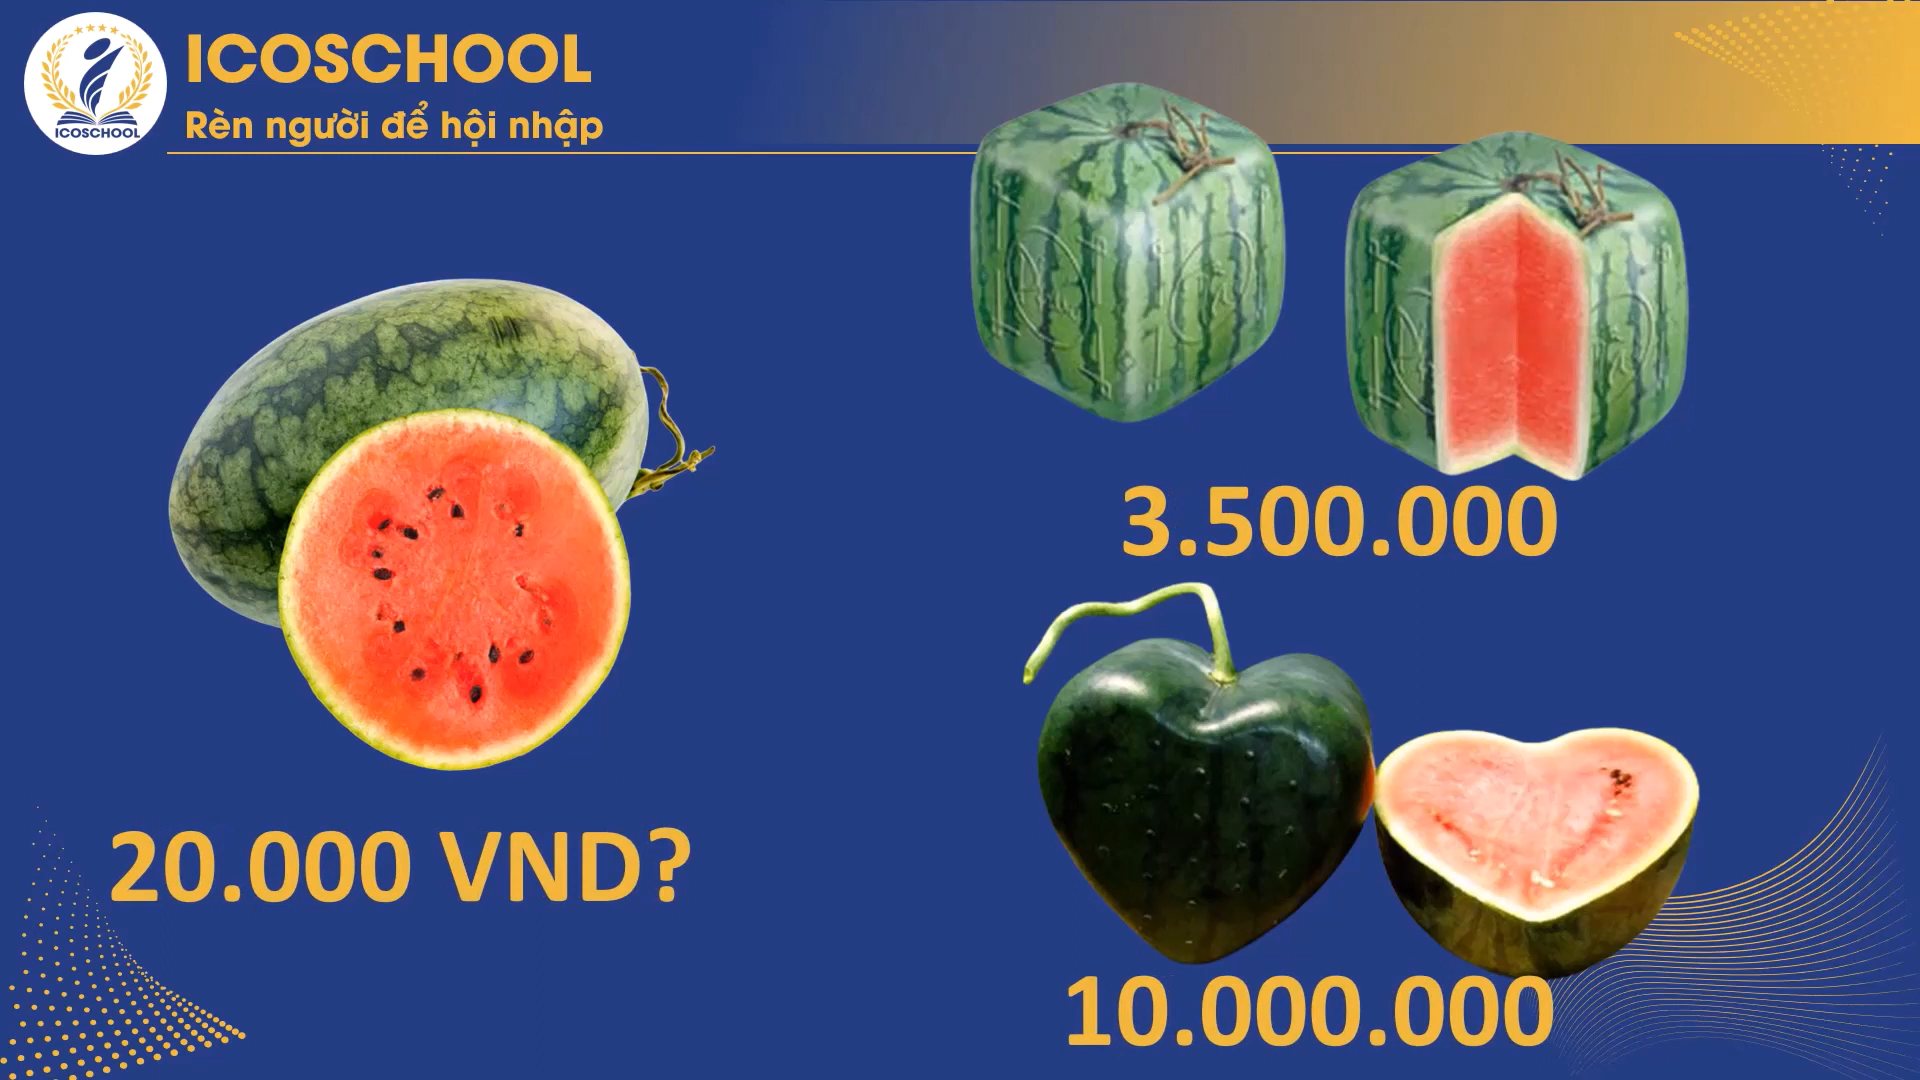 ICOSCHOOL
Rèn người để hội nhập
ICOSCHOOL
3.500.000
20.000 VND?
10.000.000